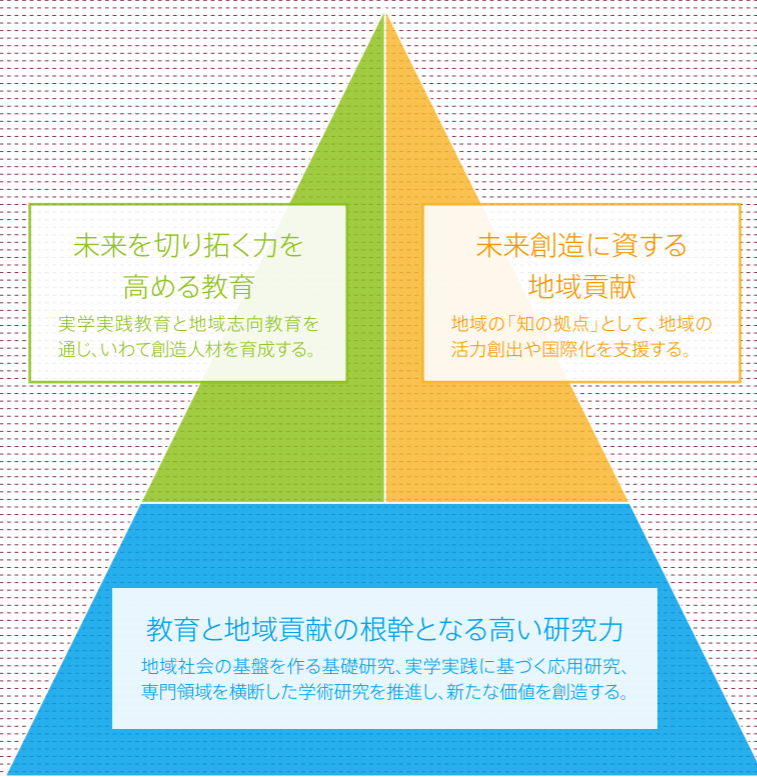 未来を切り拓く力を
高める教育
実学実践教育と地域志向教育を
通じ、いわて創造人材を育成する。
未来創造に資する
地域貢献
地域の「知の拠点」として、地域の
活力創出や国際化を支援する。
教育と地域貢献の根幹となる高い研究力
地域社会の基盤を作る基礎研究、実学実践に基づく応用研究、
専門領域を横断した学術研究を推進し、新たな価値を創造する。